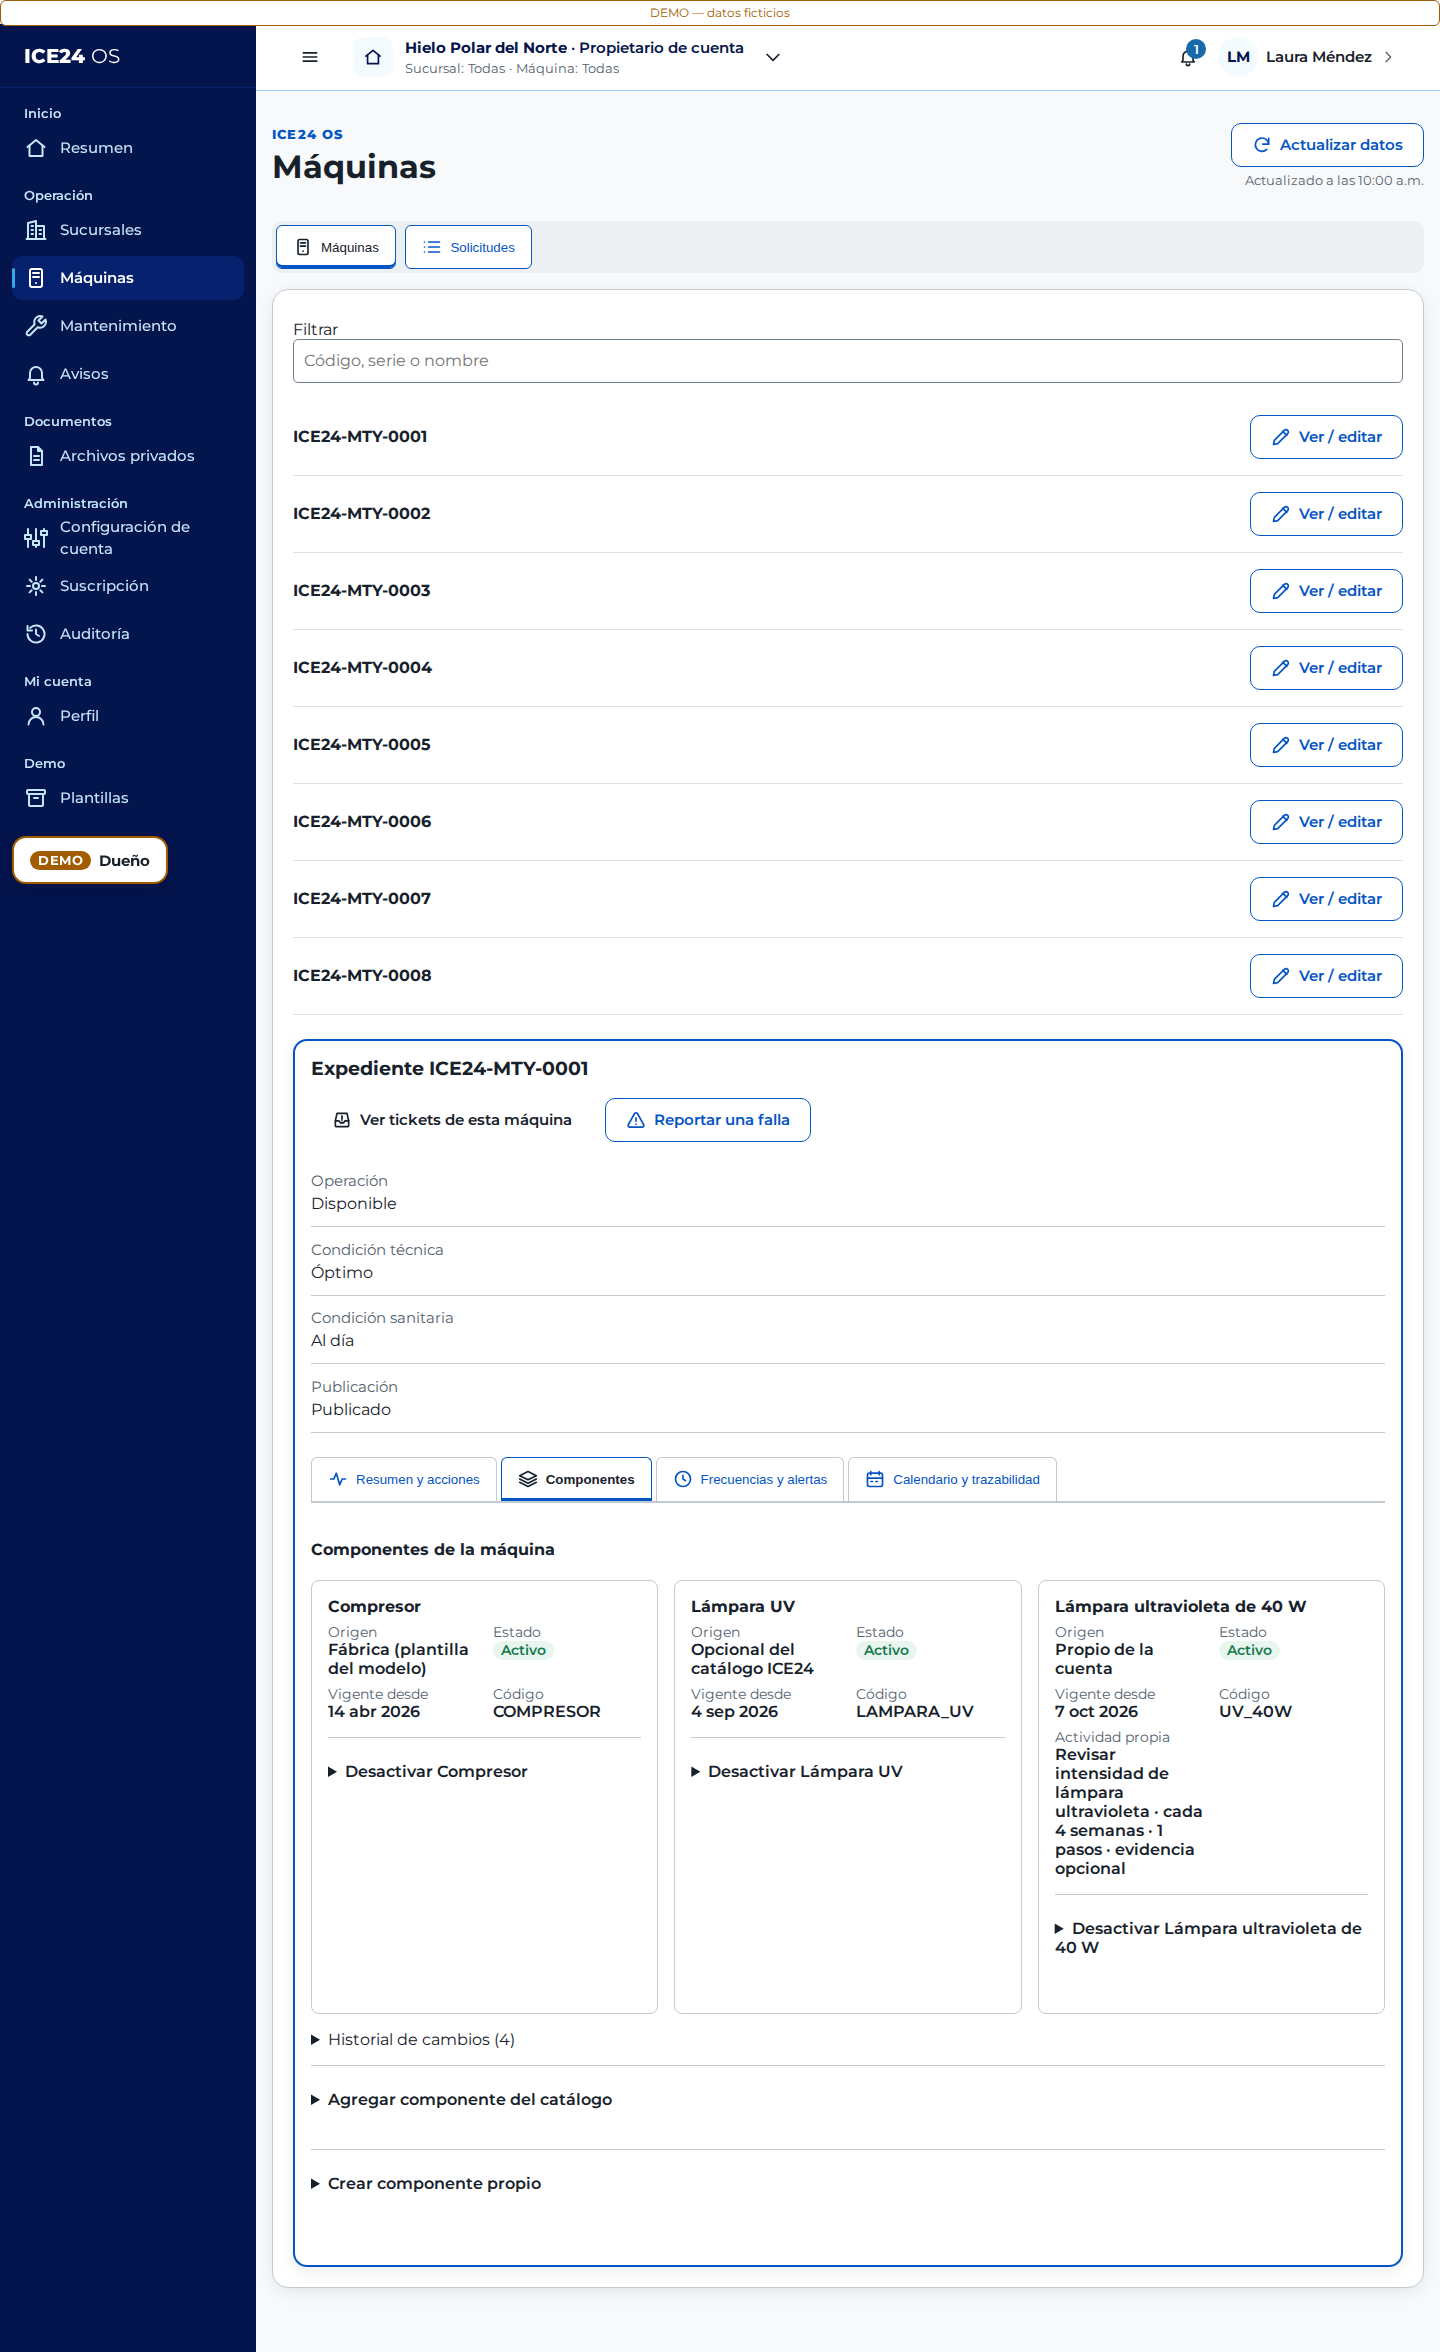 DEMO — datos ficticios
ICE24 OS
Inicio
Resumen
Operación
Sucursales
Máquinas
Mantenimiento
Avisos
Documentos
Archivos privados
Administración
Configuración de
cuenta
Suscripción
Auditoría
Mi cuenta
Perfil
Demo
Plantillas
DEMO Dueño
Hielo Polar del Norte · Propietario de cuenta
Sucursal: Todas · Máquina: Todas
1
LM Laura Méndez
ICE24 OS
Máquinas
Actualizar datos
Actualizado a las 10:00 a.m.
Máquinas
Solicitudes
Filtrar
Código, serie o nombre
ICE24-MTY-0001 Ver / editar
ICE24-MTY-0002 Ver / editar
ICE24-MTY-0003 Ver / editar
ICE24-MTY-0004 Ver / editar
ICE24-MTY-0005 Ver / editar
ICE24-MTY-0006 Ver / editar
ICE24-MTY-0007 Ver / editar
ICE24-MTY-0008 Ver / editar
Expediente ICE24-MTY-0001
Ver tickets de esta máquina
Reportar una falla
Operación
Disponible
Condición técnica
Óptimo
Condición sanitaria
Al día
Publicación
Publicado
Resumen y acciones
Componentes
Frecuencias y alertas
Calendario y trazabilidad
Componentes de la máquina
Compresor
Origen
Fábrica (plantilla
del modelo)
Estado
Activo
Vigente desde
14 abr 2026
Código
COMPRESOR
Desactivar Compresor
Lámpara UV
Origen
Opcional del
catálogo ICE24
Estado
Activo
Vigente desde
4 sep 2026
Código
LAMPARA_UV
Desactivar Lámpara UV
Lámpara ultravioleta de 40 W
Origen
Propio de la
cuenta
Estado
Activo
Vigente desde
7 oct 2026
Código
UV_40W
Actividad propia
Revisar
intensidad de
lámpara
ultravioleta · cada
4 semanas · 1
pasos · evidencia
opcional
Desactivar Lámpara ultravioleta de
40 W
Historial de cambios (4)
Agregar componente del catálogo
Crear componente propio